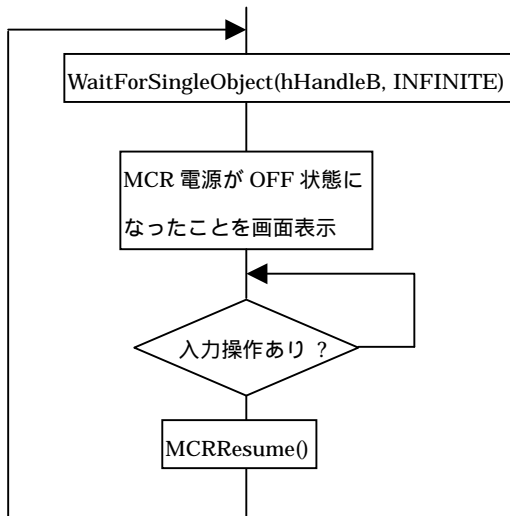 WaitForSingleObject(hHandleB, INFINITE)
MCR 電源が OFF 状態に
なったことを画面表示
入力操作あり ?
MCRResume()